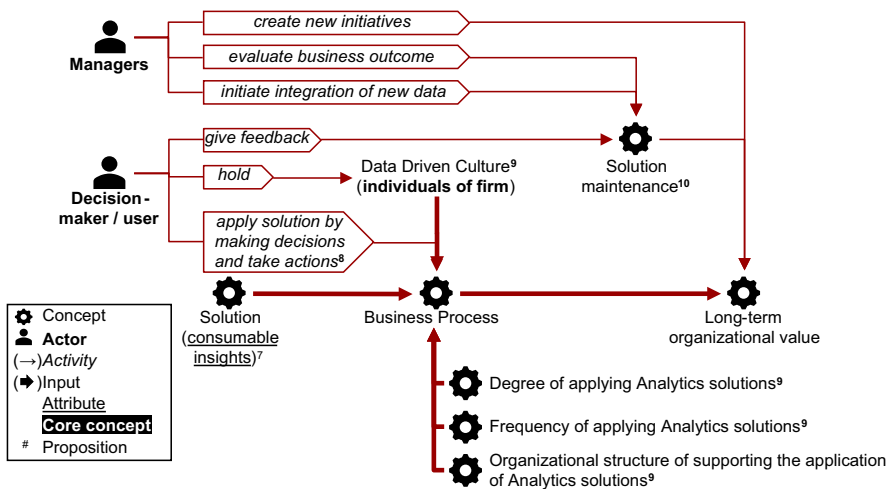 create new initiatives
Managers
evaluate business outcome
initiate integration of new data
give feedback
Decision-
maker / user
hold
Data Driven Culture⁹
(individuals of firm)
Solution
maintenance¹⁰
apply solution by
making decisions
and take actions⁸
Solution
(consumable
insights)⁷
Business Process
Long-term
organizational value
Degree of applying Analytics solutions⁹
Frequency of applying Analytics solutions⁹
Organizational structure of supporting the application
of Analytics solutions⁹
Concept
Actor
(→)Activity
(➡)Input
Attribute
Core concept
# Proposition